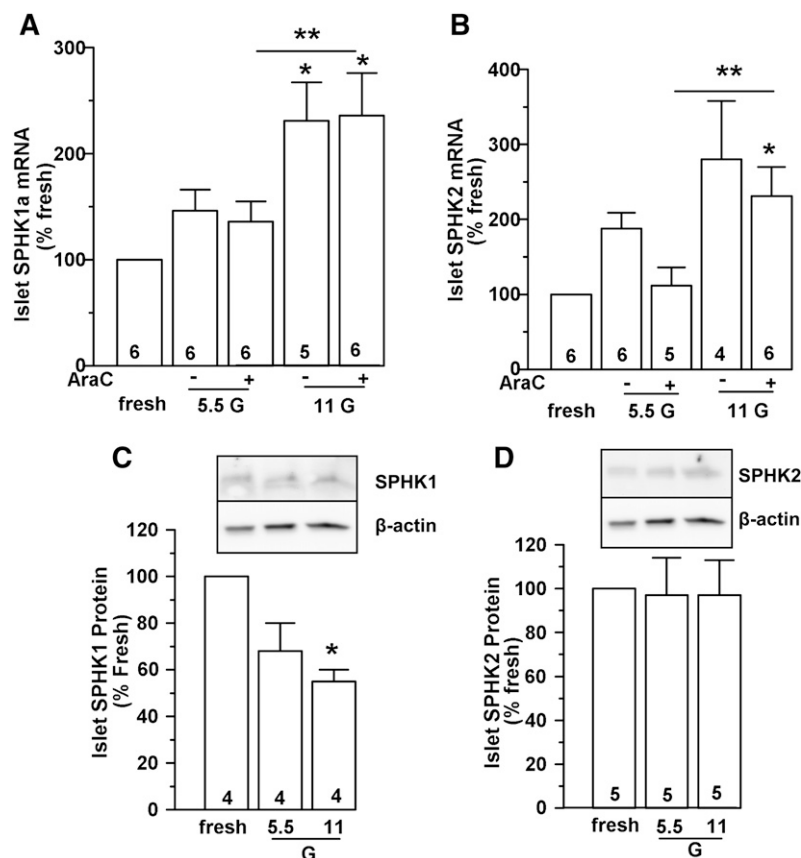 A
**
* *
300
200
100
0
Islet SPHK1a mRNA
(% fresh)
6 6 6 5 6
AraC - + - +
fresh 5.5 G 11 G
B
**
*
400
300
200
100
0
Islet SPHK2 mRNA
(% fresh)
6 6 5 4 6
AraC - + - +
fresh 5.5 G 11 G
C
SPHK1
β-actin
120
100
80
60
40
20
0
Islet SPHK1 Protein
(% Fresh)
*
4 4 4
fresh 5.5 11
G
D
SPHK2
β-actin
120
100
80
60
40
20
0
Islet SPHK2 Protein
(% fresh)
5 5 5
fresh 5.5 11
G